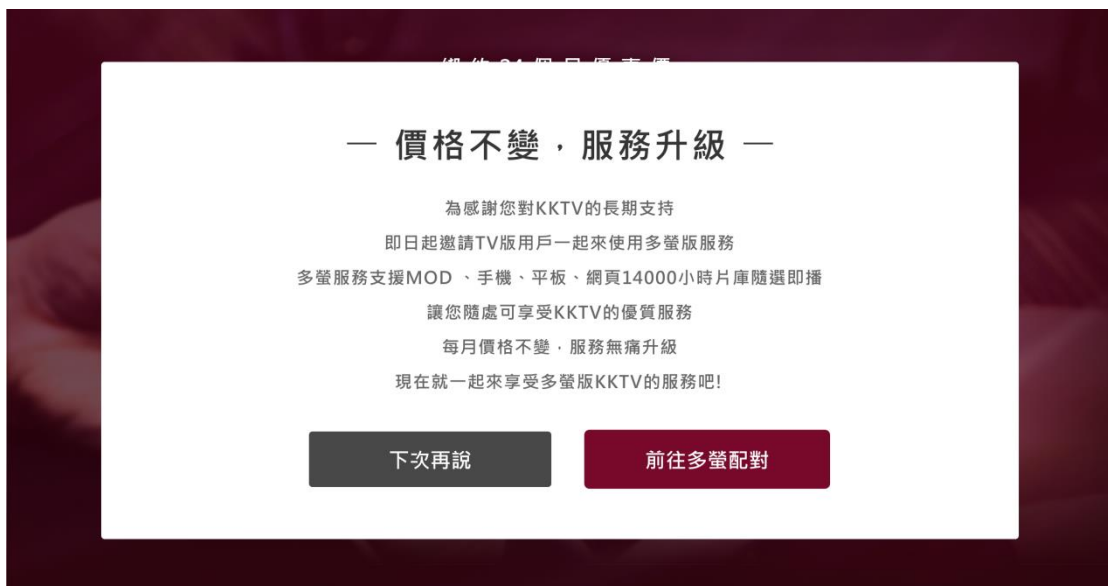 — 價格不變，服務升級 —
為感謝您對KKTV的長期支持
即日起邀請TV版用戶一起來使用多螢版服務
多螢服務支援MOD 、手機、平板、網頁14000小時片庫隨選即播
讓您隨處可享受KKTV的優質服務
每月價格不變，服務無痛升級
現在就一起來享受多螢版KKTV的服務吧!
下次再說
前往多螢配對